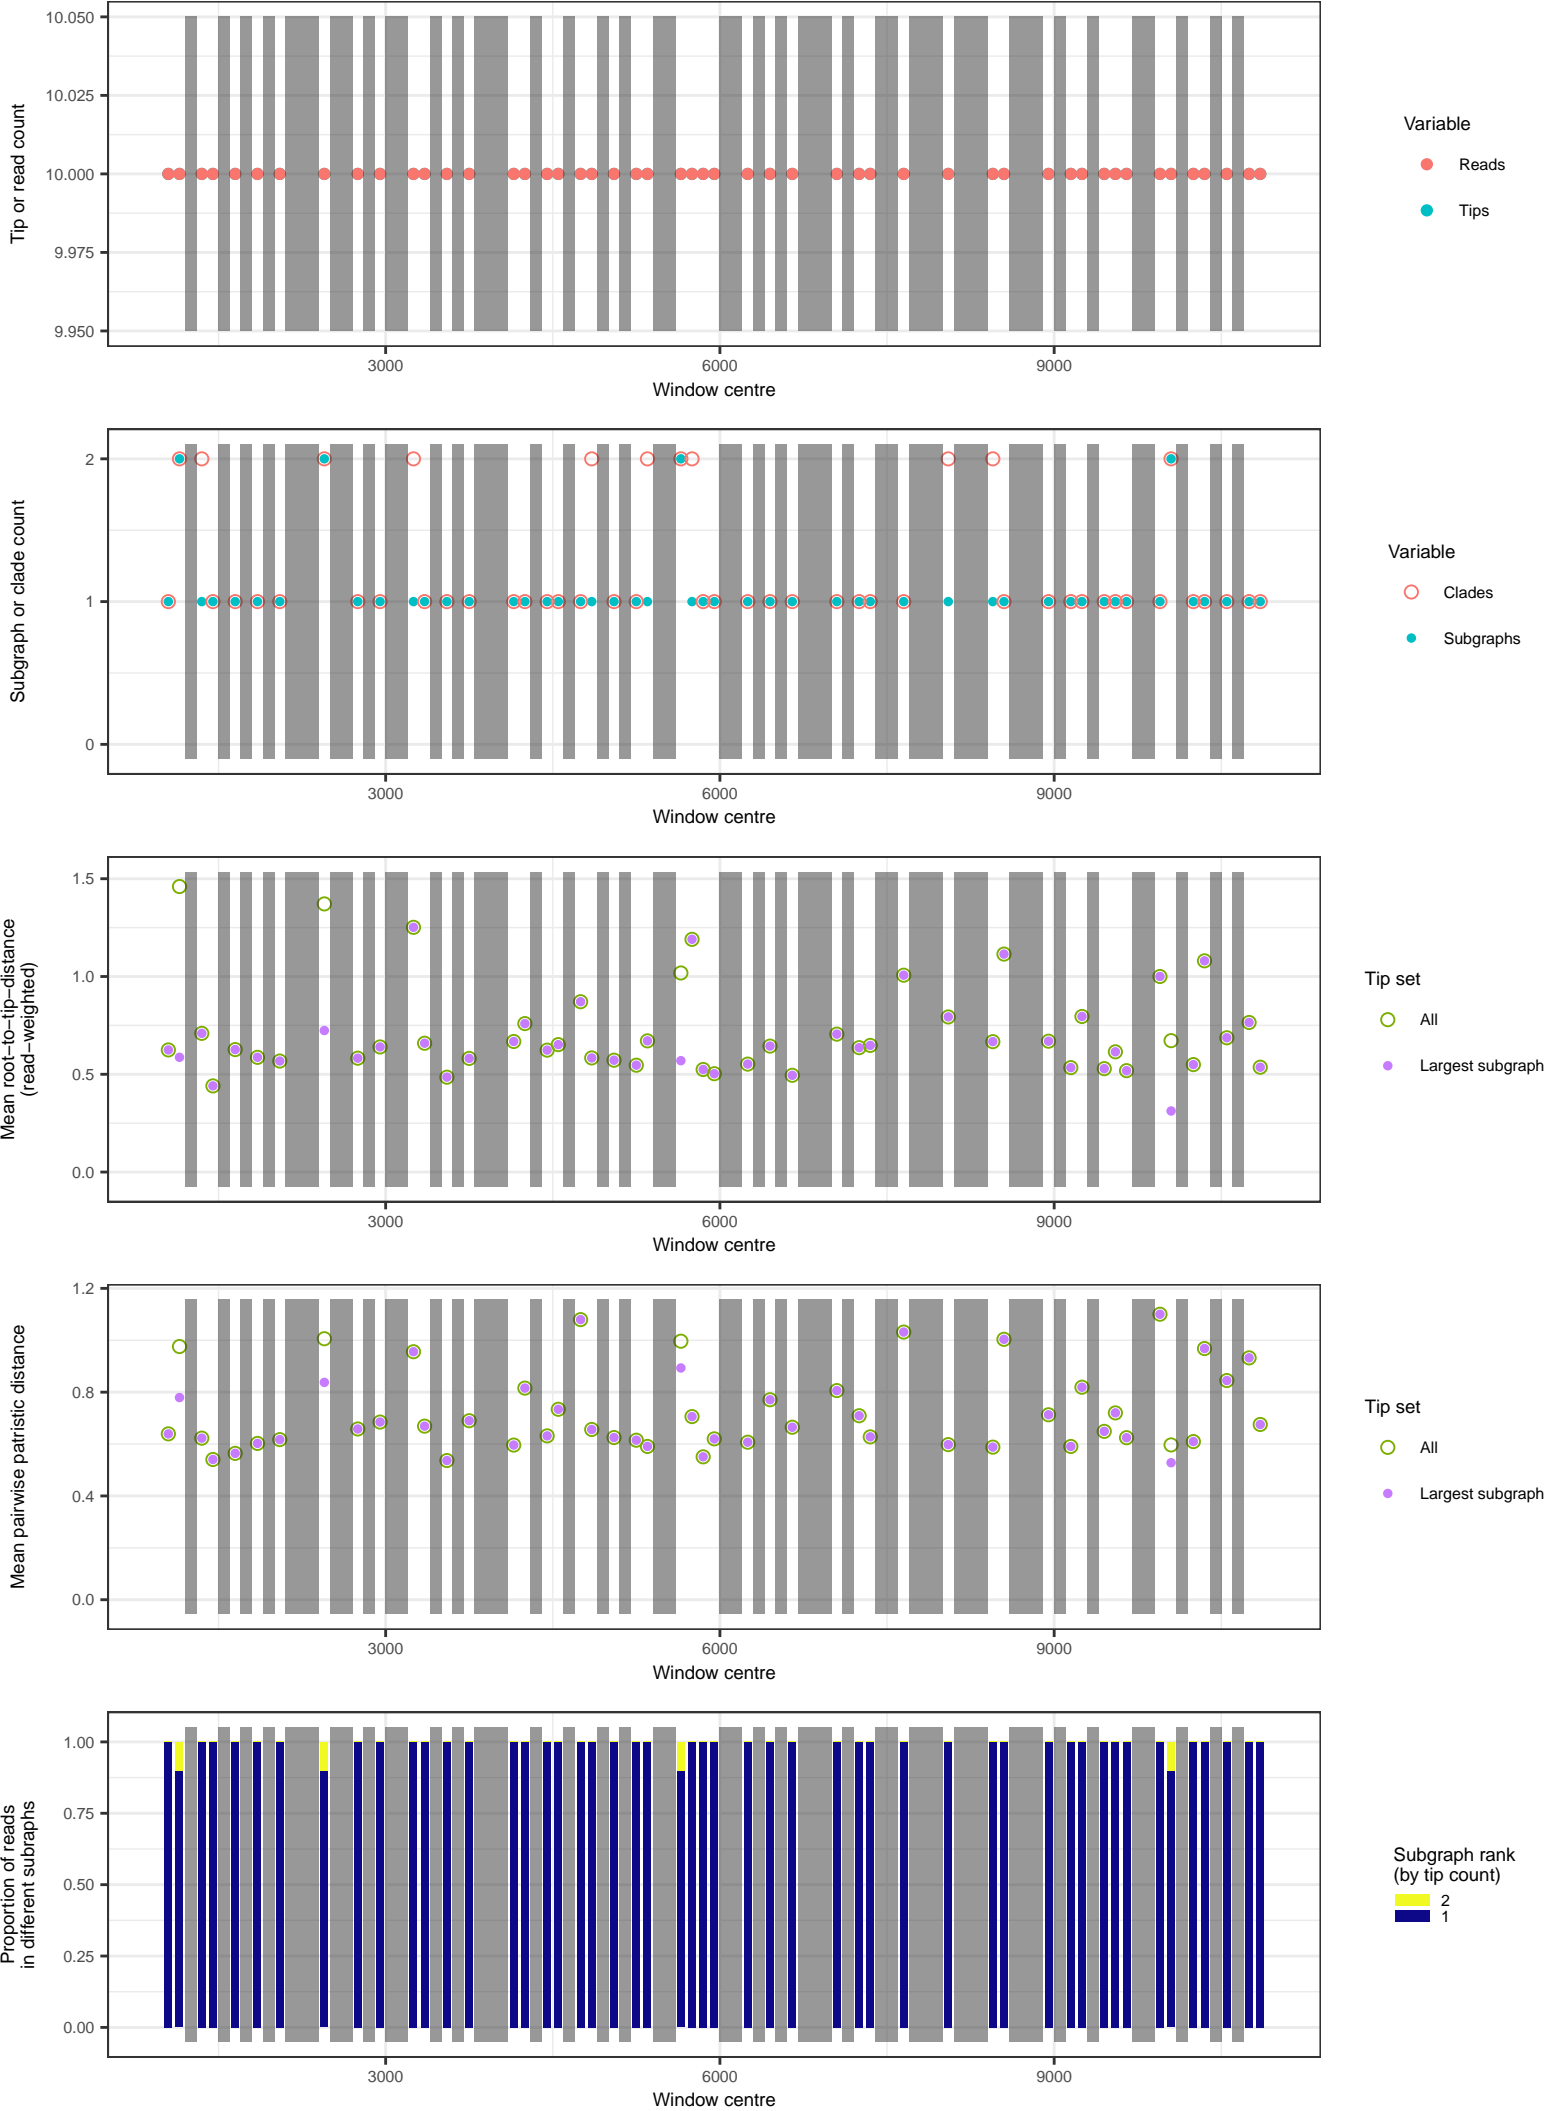 10.050
10.025
10.000
9.975
9.950
Tip or read count
3000 6000 9000
Window centre
Variable
Reads
Tips
2
1
0
Subgraph or clade count
3000 6000 9000
Window centre
Variable
Clades
Subgraphs
1.5
1.0
0.5
0.0
Mean root−to−tip−distance
(read−weighted)
3000 6000 9000
Window centre
Tip set
All
Largest subgraph
1.2
0.8
0.4
0.0
Mean pairwise patristic distance
3000 6000 9000
Window centre
Tip set
All
Largest subgraph
1.00
0.75
0.50
0.25
0.00
Proportion of reads
in different subraphs
3000 6000 9000
Window centre
Subgraph rank
(by tip count)
2
1